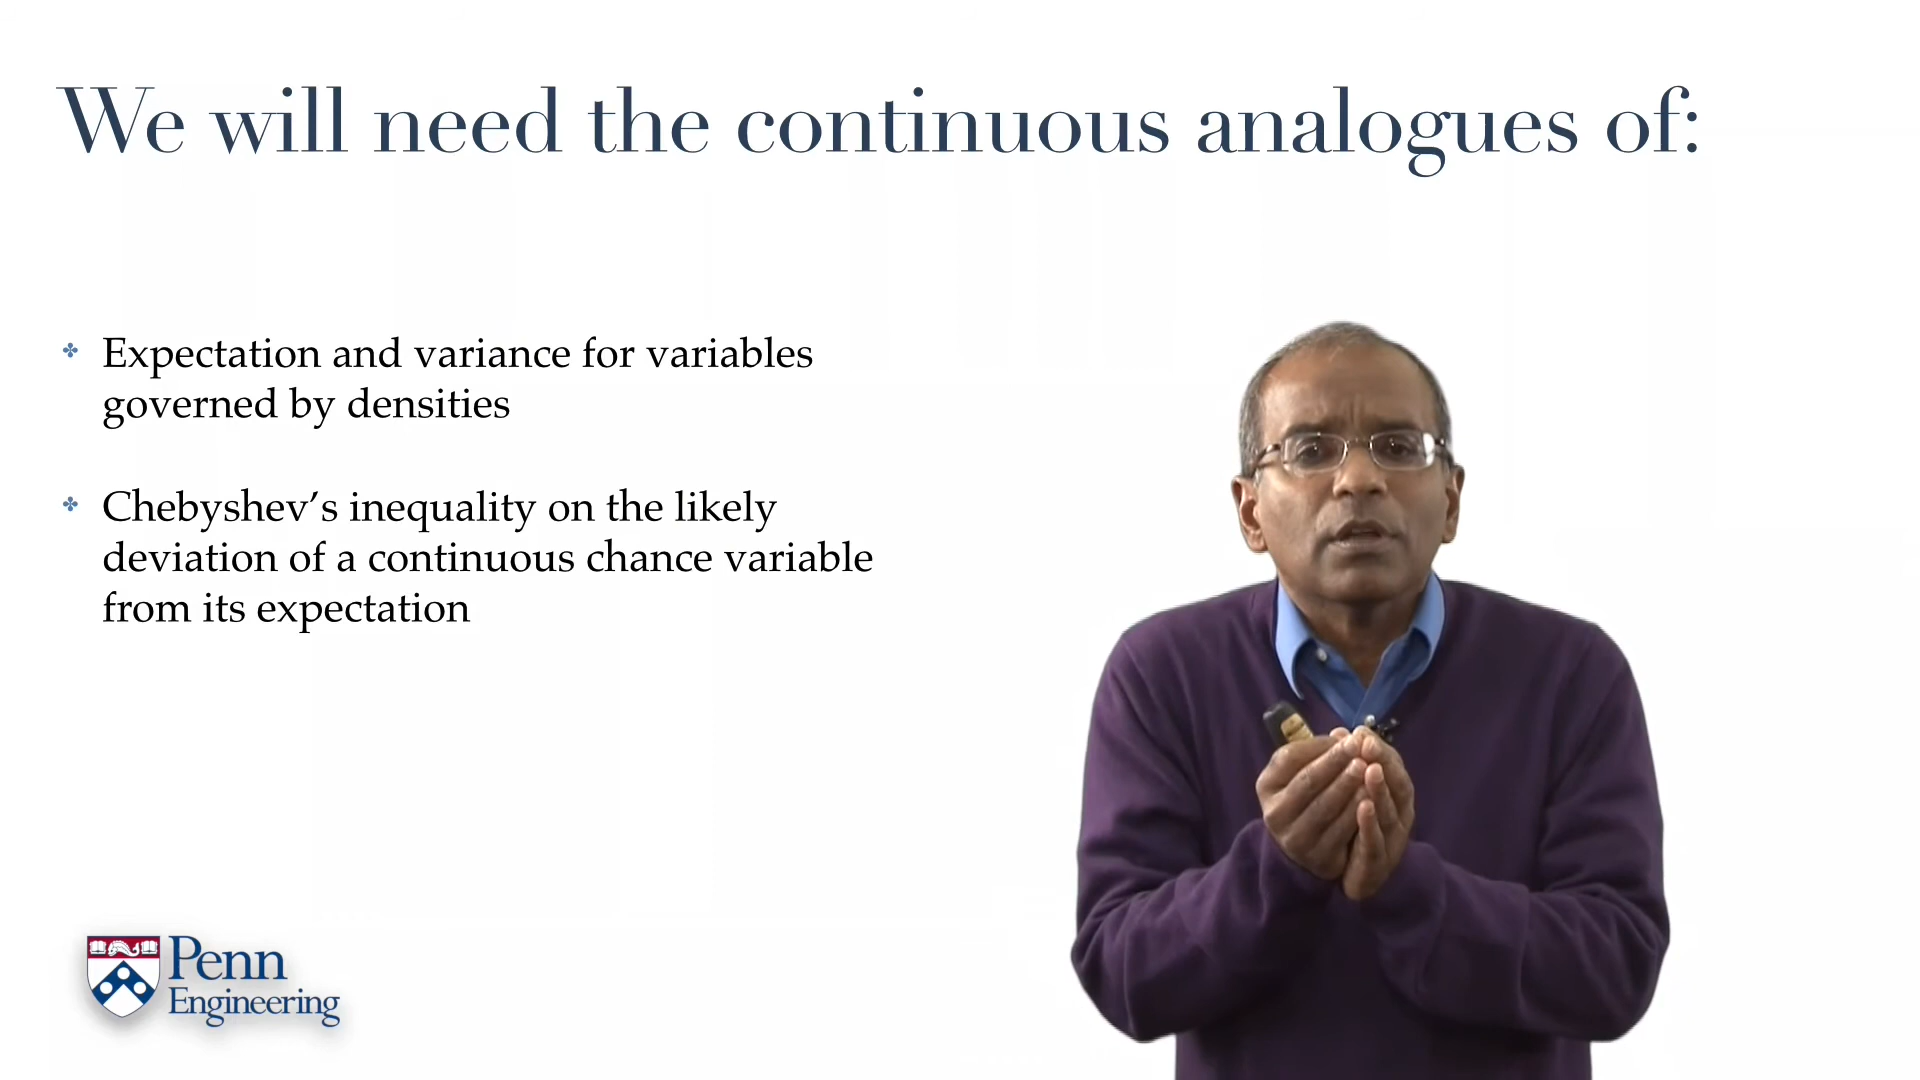 We will need the continuous analogues of:
Expectation and variance for variables
governed by densities
Chebyshev’s inequality on the likely
deviation of a continuous chance variable
from its expectation
Penn
Engineering